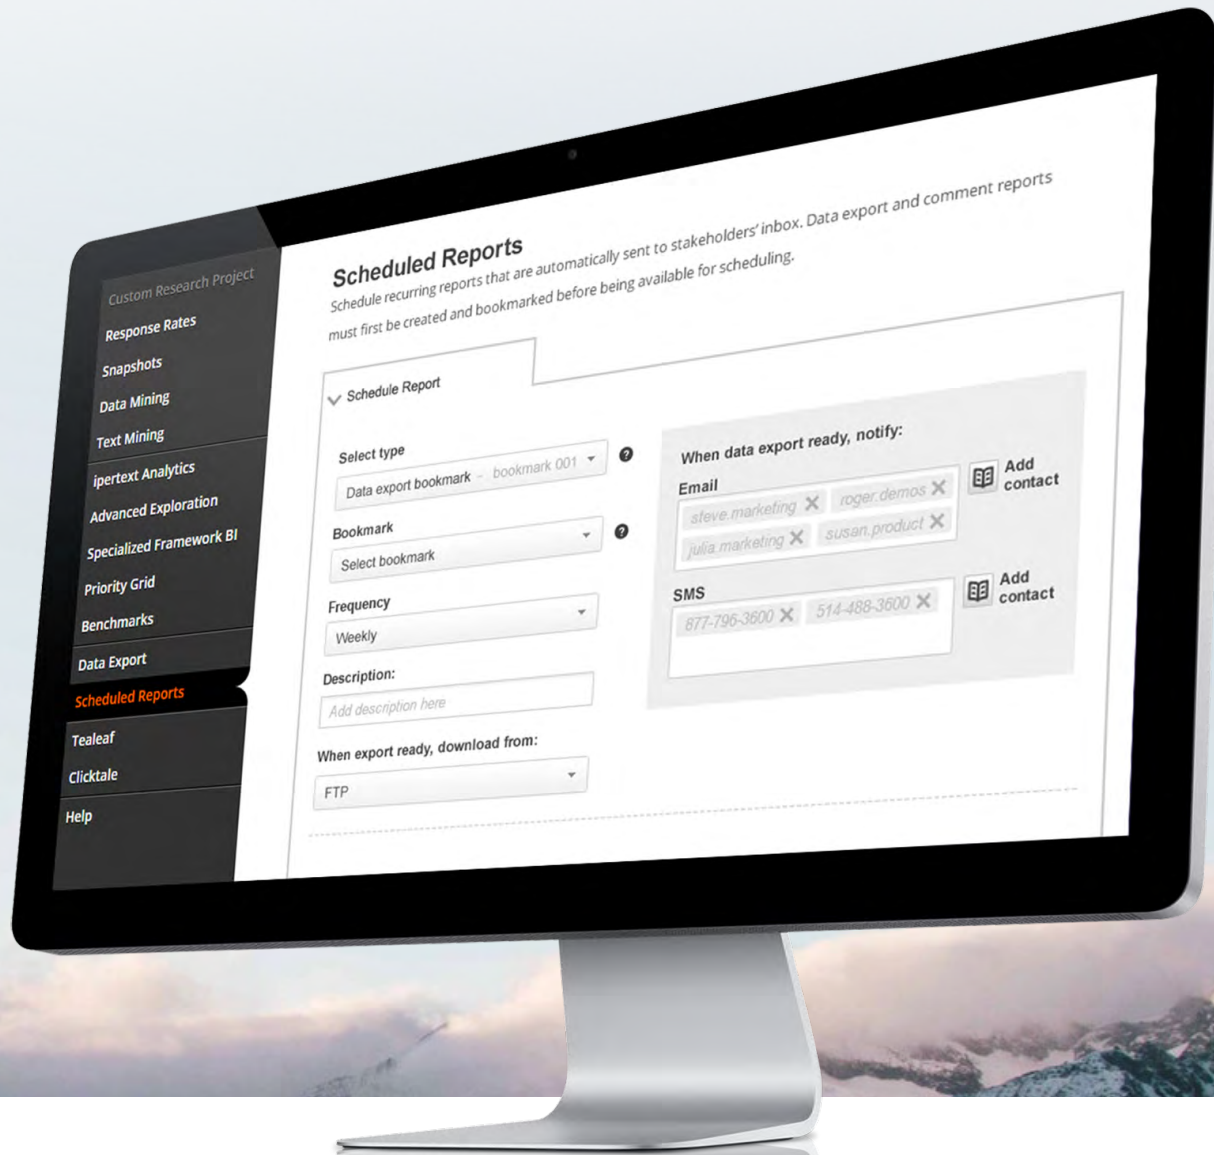 Custom Research Project
Response Rates
Snapshots
Data Mining
Text Mining
ipertext Analytics
Advanced Exploration
Specialized Framework BI
Priority Grid
Benchmarks
Data Export
Scheduled Reports
Tealeaf
Clicktale
Help
Scheduled Reports
Schedule recurring reports that are automatically sent to stakeholders' inbox. Data export and comment reports
must first be created and bookmarked before being available for scheduling.
Schedule Report
Select type
Data export bookmark - bookmark 001
?
Bookmark
Select bookmark
?
Frequency
Weekly
Description:
Add description here
When export ready, download from:
FTP
When data export ready, notify:
Email
steve.marketing
roger.demos
julia.marketing
susan.product
Add
contact
SMS
877-796-3600
514-488-3600
Add
contact